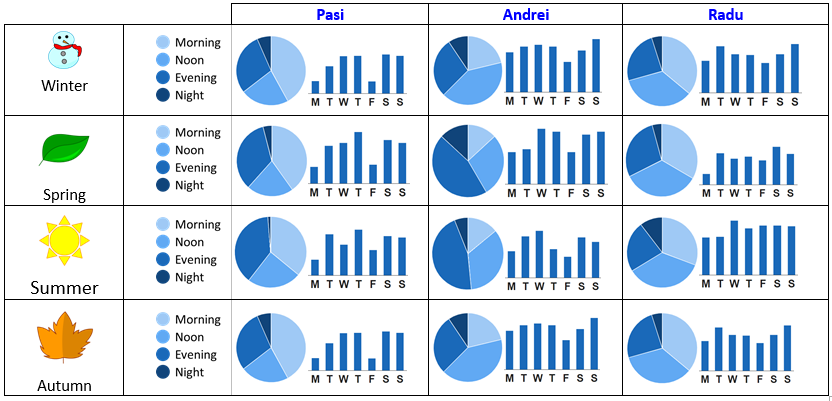 Pasi Andrei Radu
Winter
Morning
Noon
Evening
Night
M T W T F S S
M T W T F S S
M T W T F S S
Spring
Morning
Noon
Evening
Night
M T W T F S S
M T W T F S S
M T W T F S S
Summer
Morning
Noon
Evening
Night
M T W T F S S
M T W T F S S
M T W T F S S
Autumn
Morning
Noon
Evening
Night
M T W T F S S
M T W T F S S
M T W T F S S